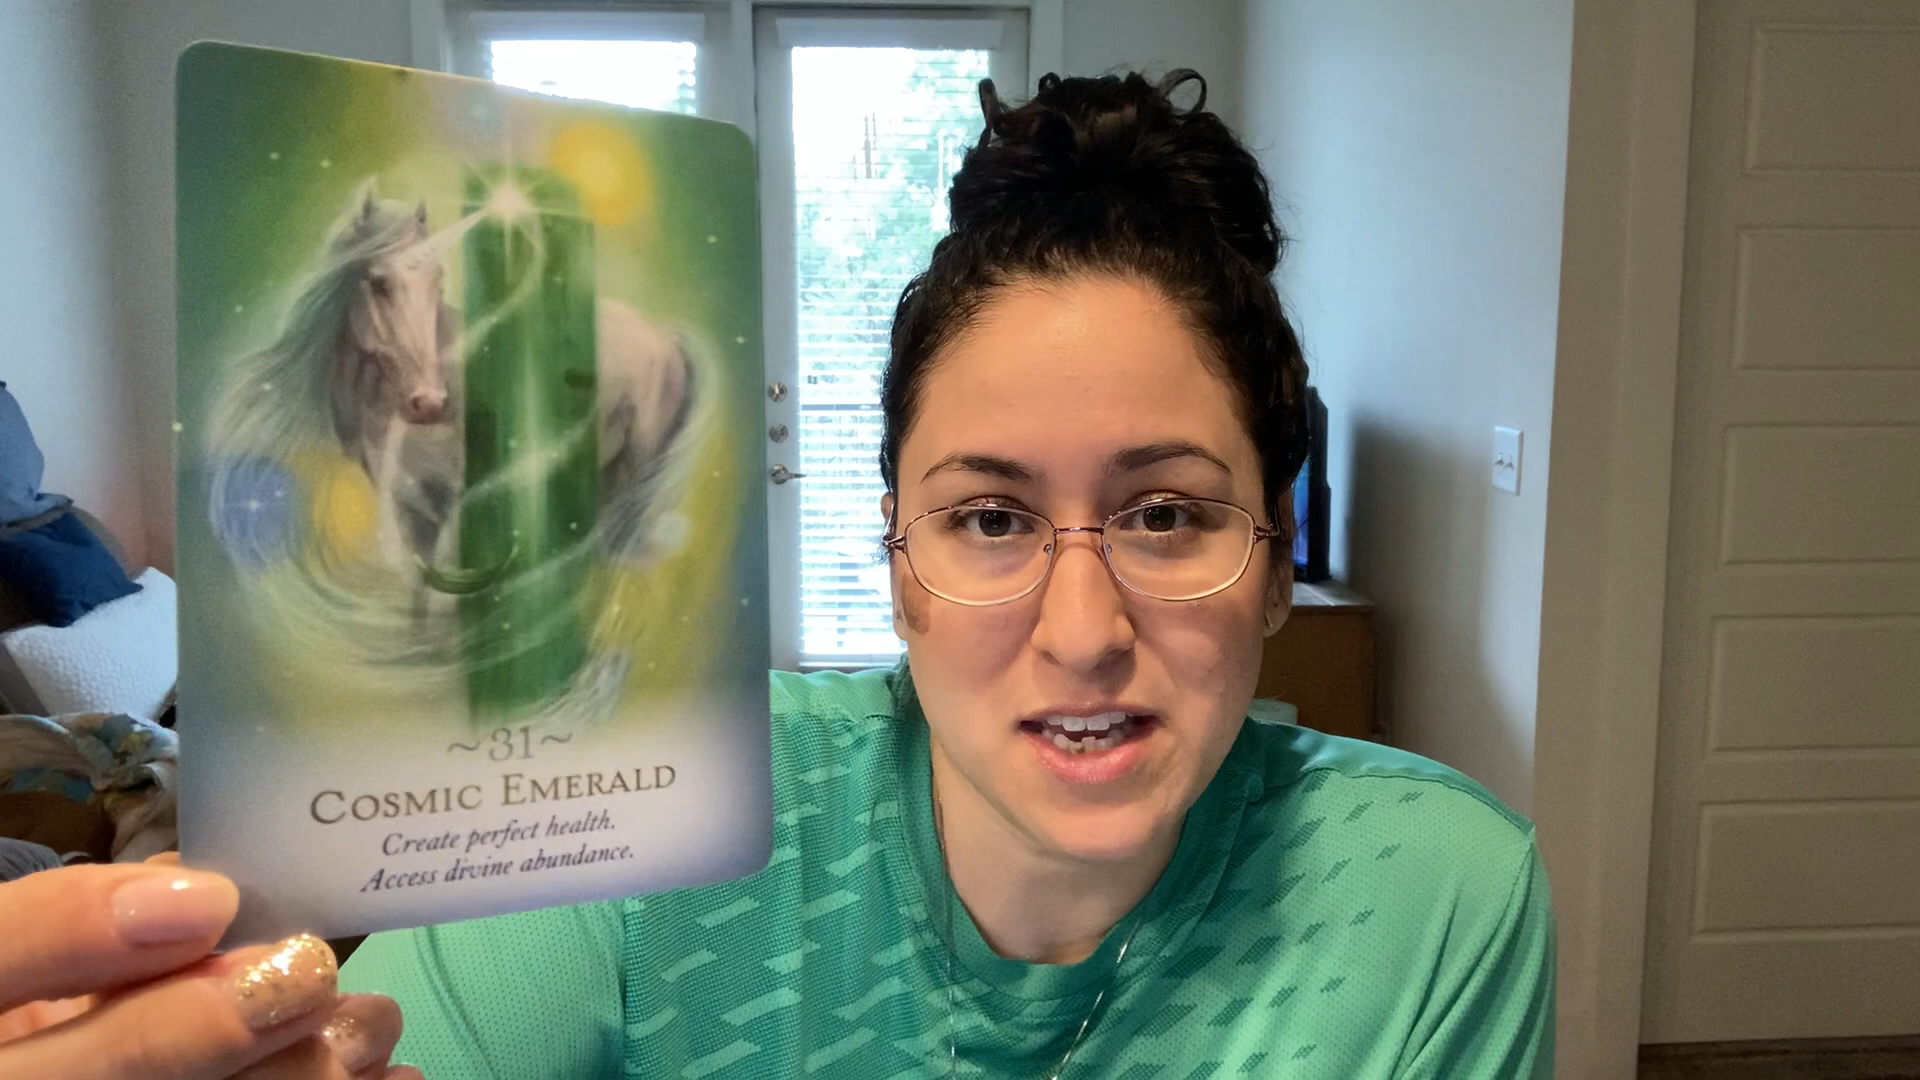 ~31~
COSMIC EMERALD
Create perfect health.
Access divine abundance.